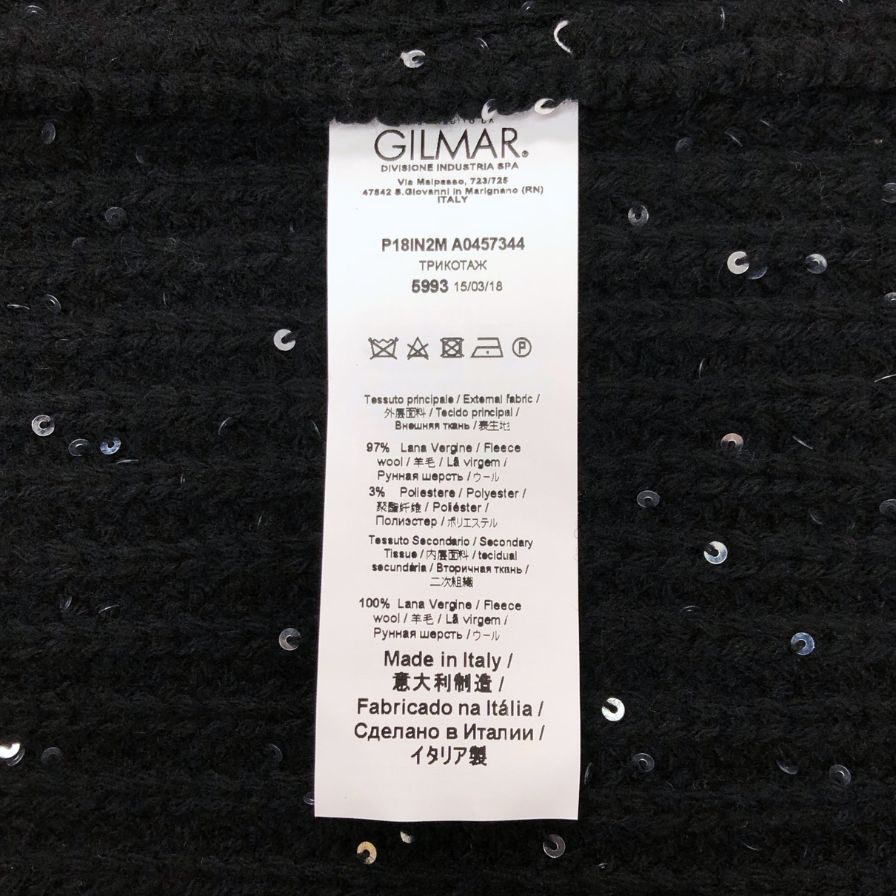 GILMAR®
DIVISIONE INDUSTRIA SPA
Via Malpasso, 723/725
47842 S.Giovanni in Marignano (RN)
ITALY
P18IN2M A0457344
ТРИКОТАЖ
5993 15/03/18
P
Tessuto principale / External fabric /
外层面料 / Tecido principal /
Внешняя ткань / 表生地
97% Lana Vergine / Fleece
wool / 羊毛 / Lã virgem /
Рунная шерсть / ウール
3% Poliestere / Polyester /
聚酯纤维 / Poliéster /
Полиэстер / ポリエステル
Tessuto Secondario / Secondary
Tissue / 内层面料 / tecidual
secundária / Вторичная ткань /
二次組織
100% Lana Vergine / Fleece
wool / 羊毛 / Lã virgem /
Рунная шерсть / ウール
Made in Italy /
意大利制造 /
Fabricado na Itália /
Сделано в Италии /
イタリア製